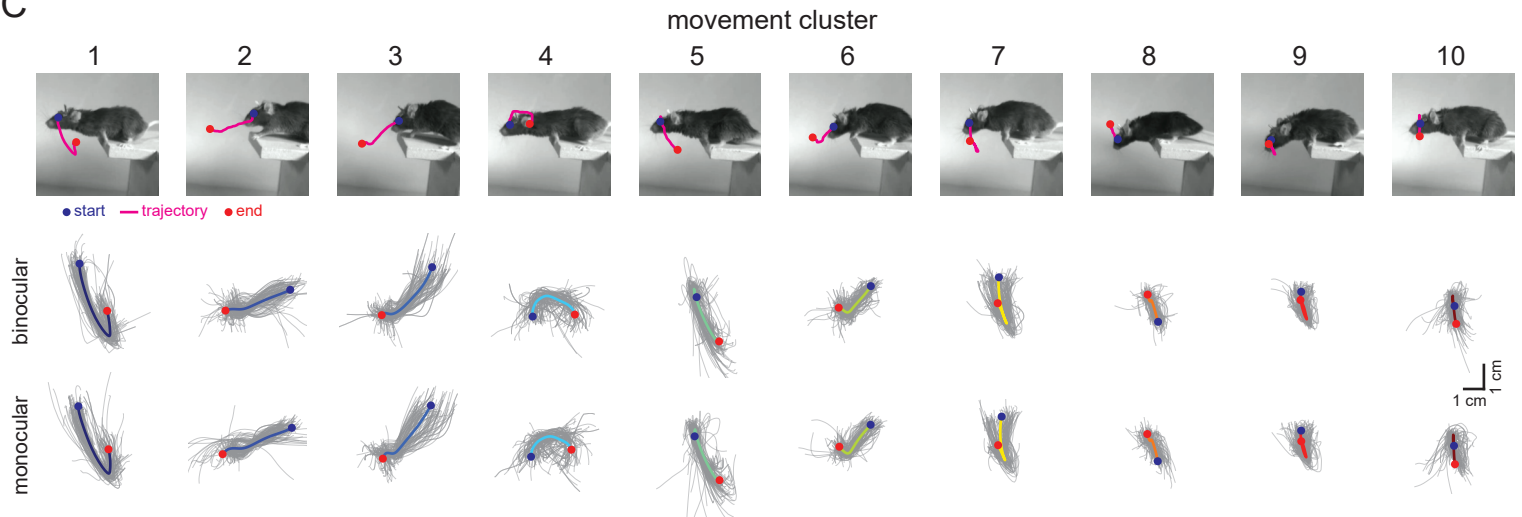 C
movement cluster
1 2 3 4 5 6 7 8 9 10
start trajectory end
binocular
monocular
1 cm
1 cm